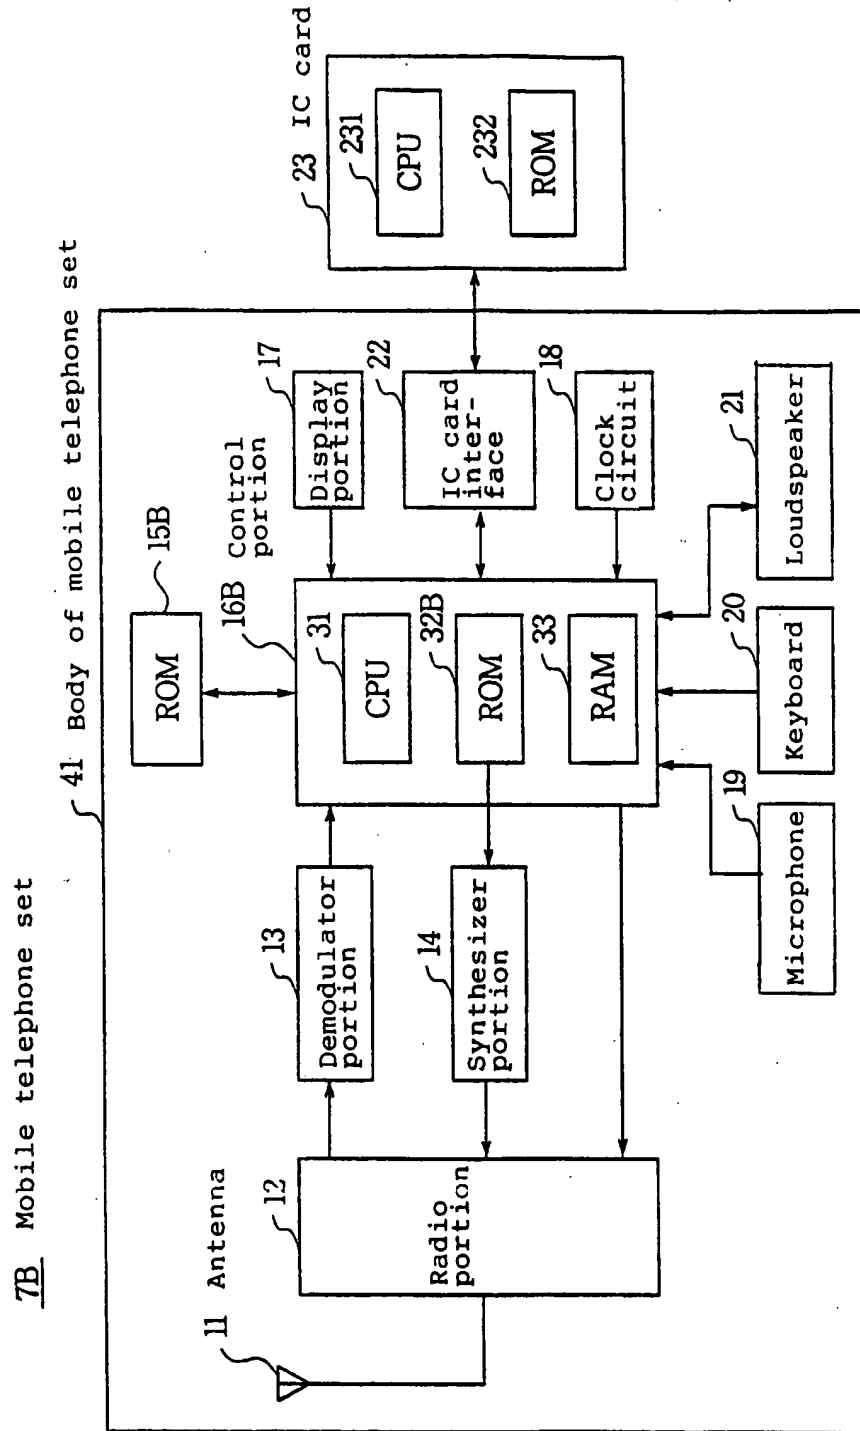 7B Mobile telephone set
41 Body of mobile telephone set
11 Antenna
12
Radio
portion
13
Demodulator
portion
14
Synthesizer
portion
15B
ROM
16B Control
portion
31
CPU
32B
ROM
33
RAM
17
Display
portion
22
IC card
inter-
face
18
Clock
circuit
19
Microphone
20
Keyboard
21
Loudspeaker
23 IC card
231
CPU
232
ROM